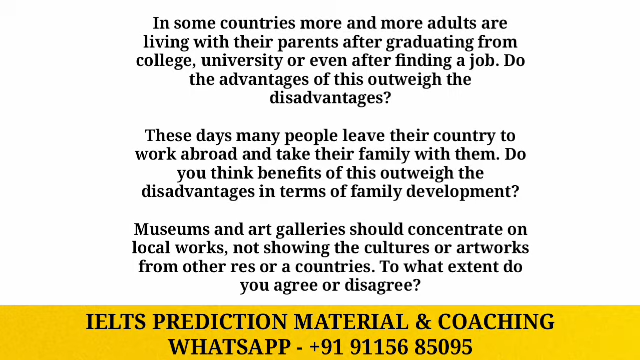 In some countries more and more adults are
living with their parents after graduating from
college, university or even after finding a job. Do
the advantages of this outweigh the
disadvantages?
These days many people leave their country to
work abroad and take their family with them. Do
you think benefits of this outweigh the
disadvantages in terms of family development?
Museums and art galleries should concentrate on
local works, not showing the cultures or artworks
from other res or a countries. To what extent do
you agree or disagree?
IELTS PREDICTION MATERIAL & COACHING
WHATSAPP - +91 91156 85095